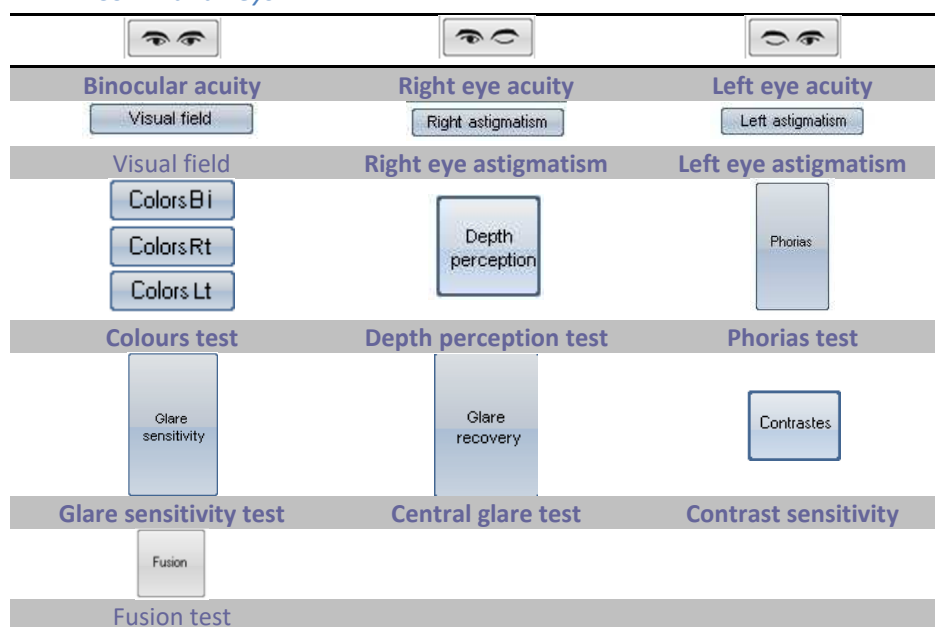 Binocular acuity Right eye acuity Left eye acuity
Visual field Right astigmatism Left astigmatism
Visual field Right eye astigmatism Left eye astigmatism
Colors Bi
Colors Rt
Colors Lt
Depth
perception
Phorias
Colours test Depth perception test Phorias test
Glare
sensitivity
Glare
recovery
Contrastes
Glare sensitivity test Central glare test Contrast sensitivity
Fusion
Fusion test